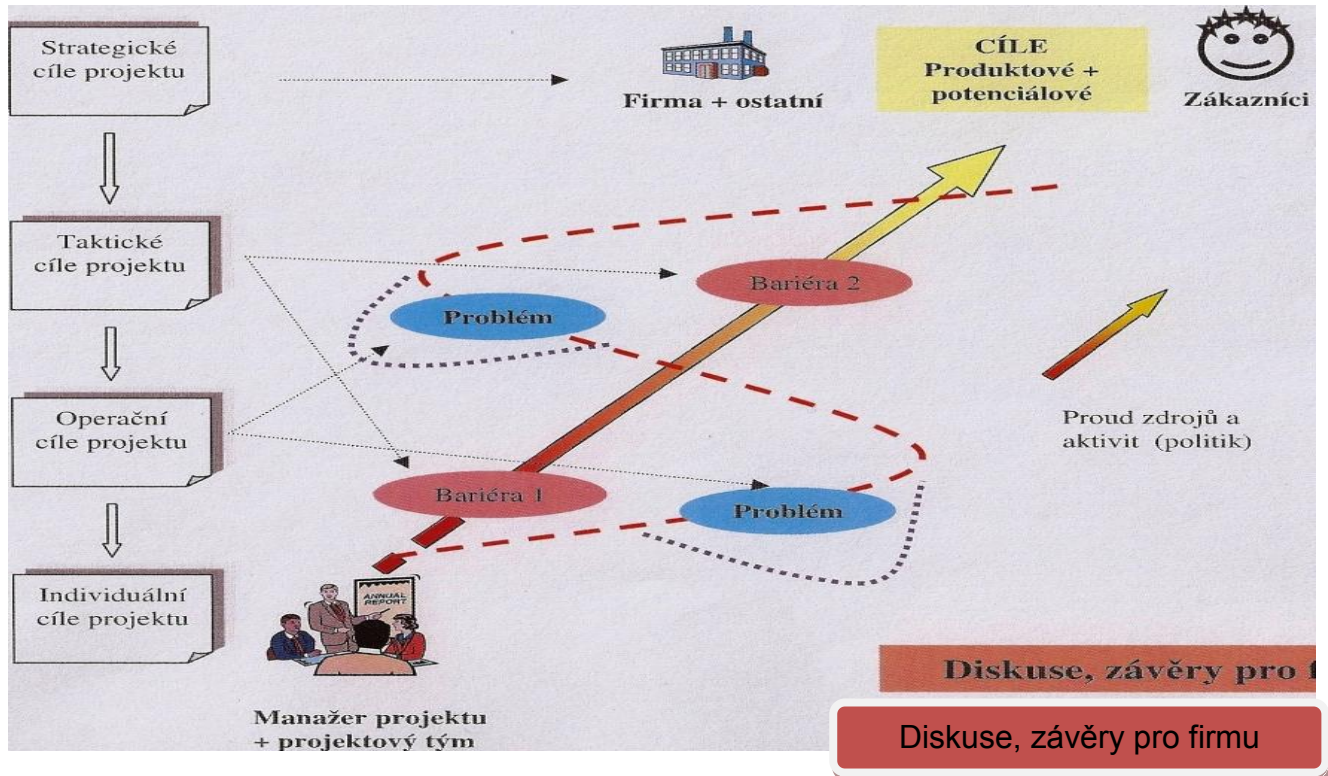 Strategické
cíle projektu
Firma + ostatní
CÍLE
Produktové +
potenciálové
Zákazníci
Taktické
cíle projektu
Bariéra 2
Problém
Operační
cíle projektu
Proud zdrojů a
aktivit (politik)
Bariéra 1
Problém
Individuální
cíle projektu
ANNUAL
REPORT
Manažer projektu
+ projektový tým
Diskuse, závěry pro f
Diskuse, závěry pro firmu